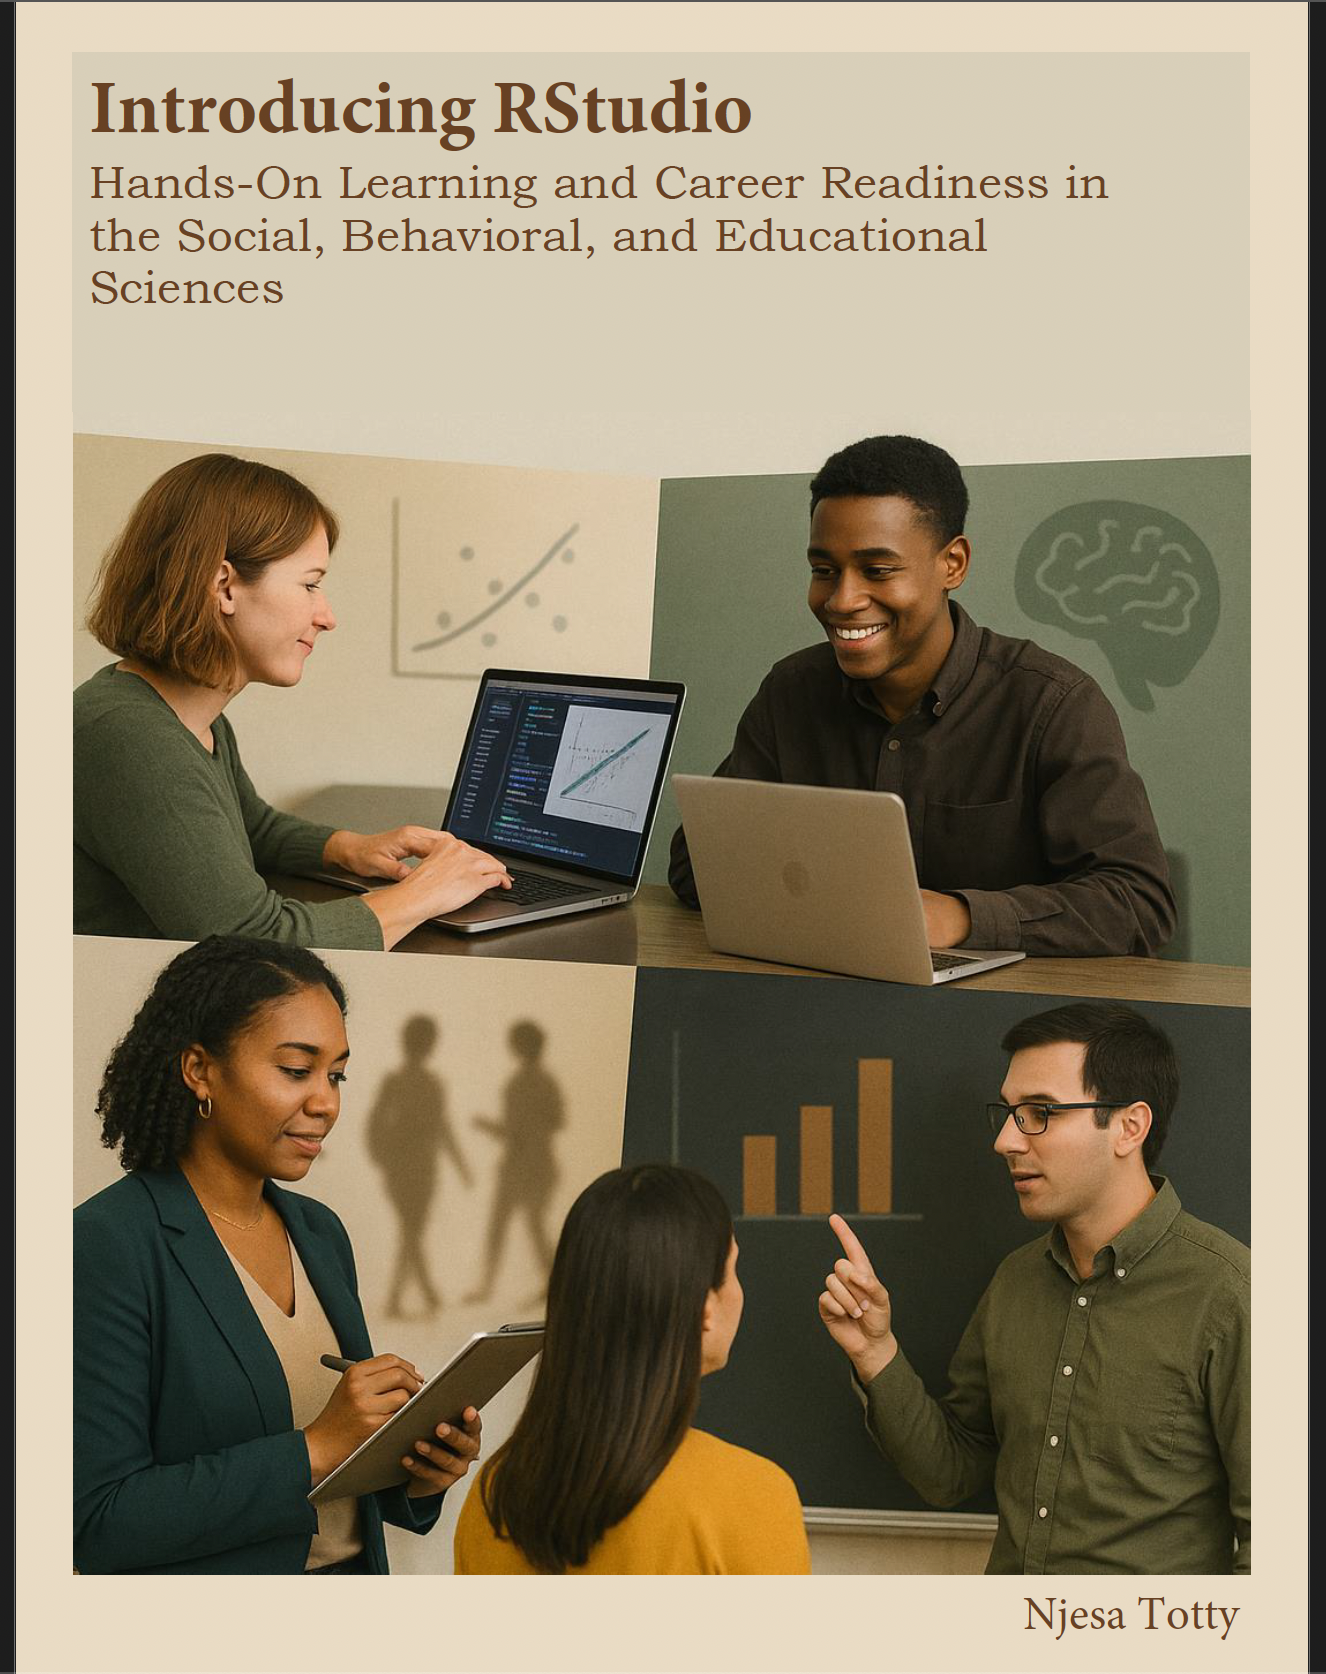 Introducing RStudio
Hands-On Learning and Career Readiness in
the Social, Behavioral, and Educational
Sciences
Njesa Totty